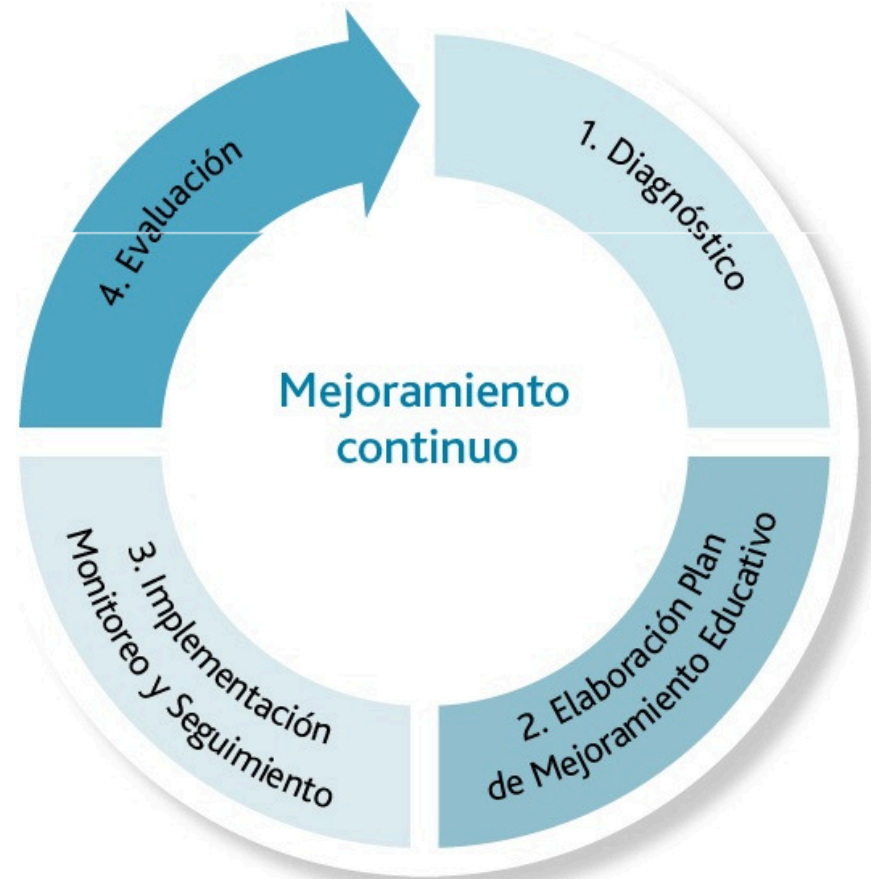 1. Diagnóstico
2. Elaboración Plan
de Mejoramiento Educativo
3. Implementación
Monitoreo y Seguimiento
4. Evaluación
Mejoramiento
continuo